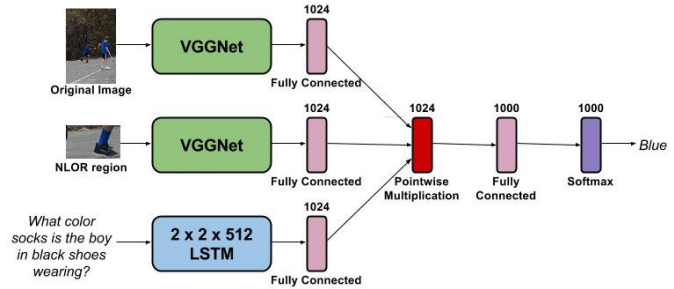 1024
VGGNet
Original Image
Fully Connected
1024
1024
1000
1000
VGGNet
Blue
NLOR region
Fully Connected
Pointwise
Multiplication
Fully
Connected
Softmax
1024
What color
socks is the boy
in black shoes
wearing?
2 x 2 x 512
LSTM
Fully Connected